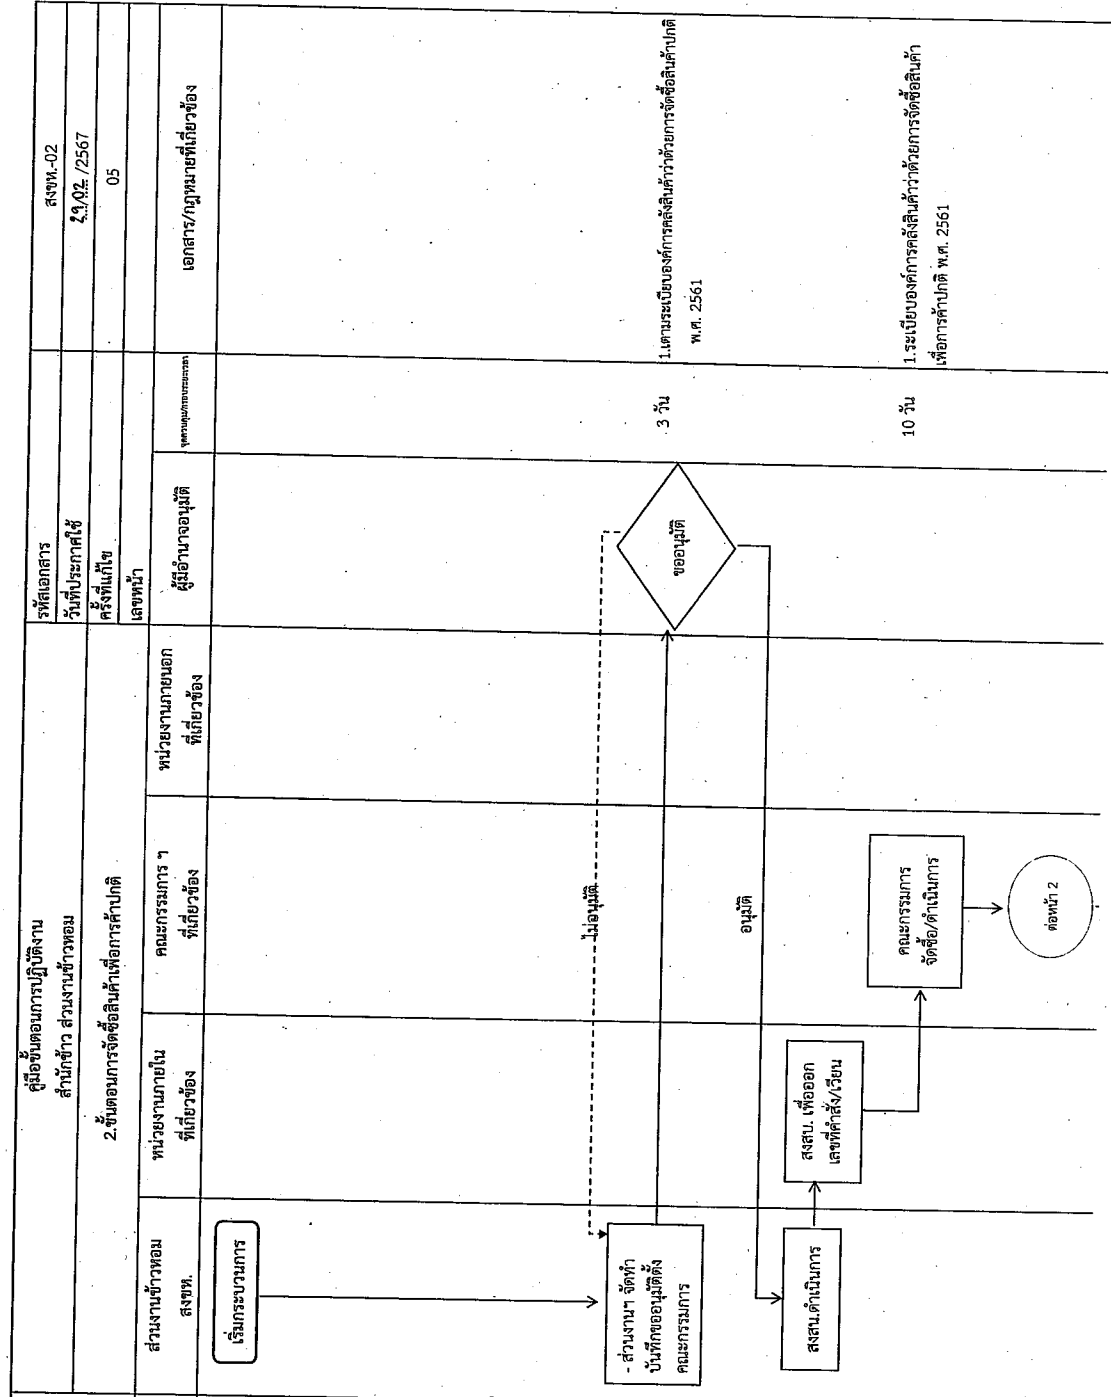 คู่มือขั้นตอนการปฏิบัติงาน
สำนักข้าว ส่วนงานข้าวหอม
2.ขั้นตอนการจัดซื้อสินค้าเพื่อการค้าปกติ
รหัสเอกสาร
สงขห.-02
วันที่ประกาศใช้
29/02 /2567
ครั้งที่แก้ไข
05
เลขหน้า
ส่วนงานข้าวหอม
สงขห.
หน่วยงานภายใน
ที่เกี่ยวข้อง
คณะกรรมการ ฯ
ที่เกี่ยวข้อง
หน่วยงานภายนอก
ที่เกี่ยวข้อง
ผู้มีอำนาจอนุมัติ
จุดควบคุม/กรอบระยะเวลา
เอกสาร/กฎหมายที่เกี่ยวข้อง
เริ่มกระบวนการ
ไม่อนุมัติ
- ส่วนงานฯ จัดทำ
บันทึกขออนุมัติตั้ง
คณะกรรมการ
ขออนุมัติ
3 วัน
1.ตามระเบียบองค์การคลังสินค้าว่าด้วยการจัดซื้อสินค้าปกติ
พ.ศ. 2561
อนุมัติ
สงสน.ดำเนินการ
สงสบ. เพื่อออก
เลขที่คำสั่ง/เวียน
คณะกรรมการ
จัดซื้อ/ดำเนินการ
10 วัน
1.ระเบียบองค์การคลังสินค้าว่าด้วยการจัดซื้อสินค้า
เพื่อการค้าปกติ พ.ศ. 2561
ต่อหน้า 2